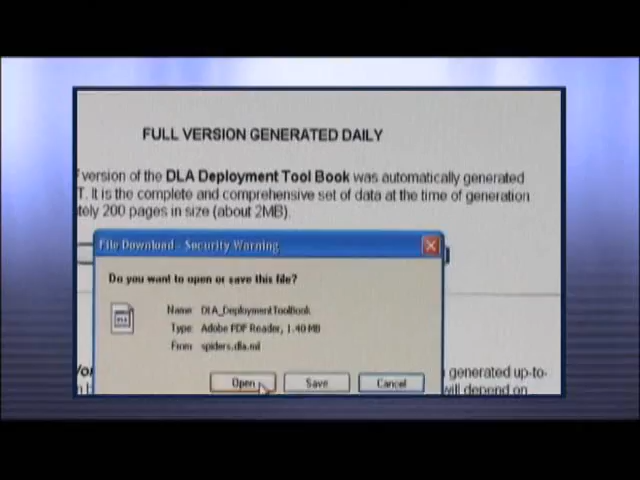 FULL VERSION GENERATED DAILY
version of the DLA Deployment Tool Book was automatically generated
T. It is the complete and comprehensive set of data at the time of generation
tely 200 pages in size (about 2MB).
File Download - Security Warning
Do you want to open or save this file?
Name: DLA_DeploymentToolBook
Type: Adobe PDF Reader, 1.40 MB
From: spiders.dla.mil
Open
Save
Cancel
generated up-to-
will depend on